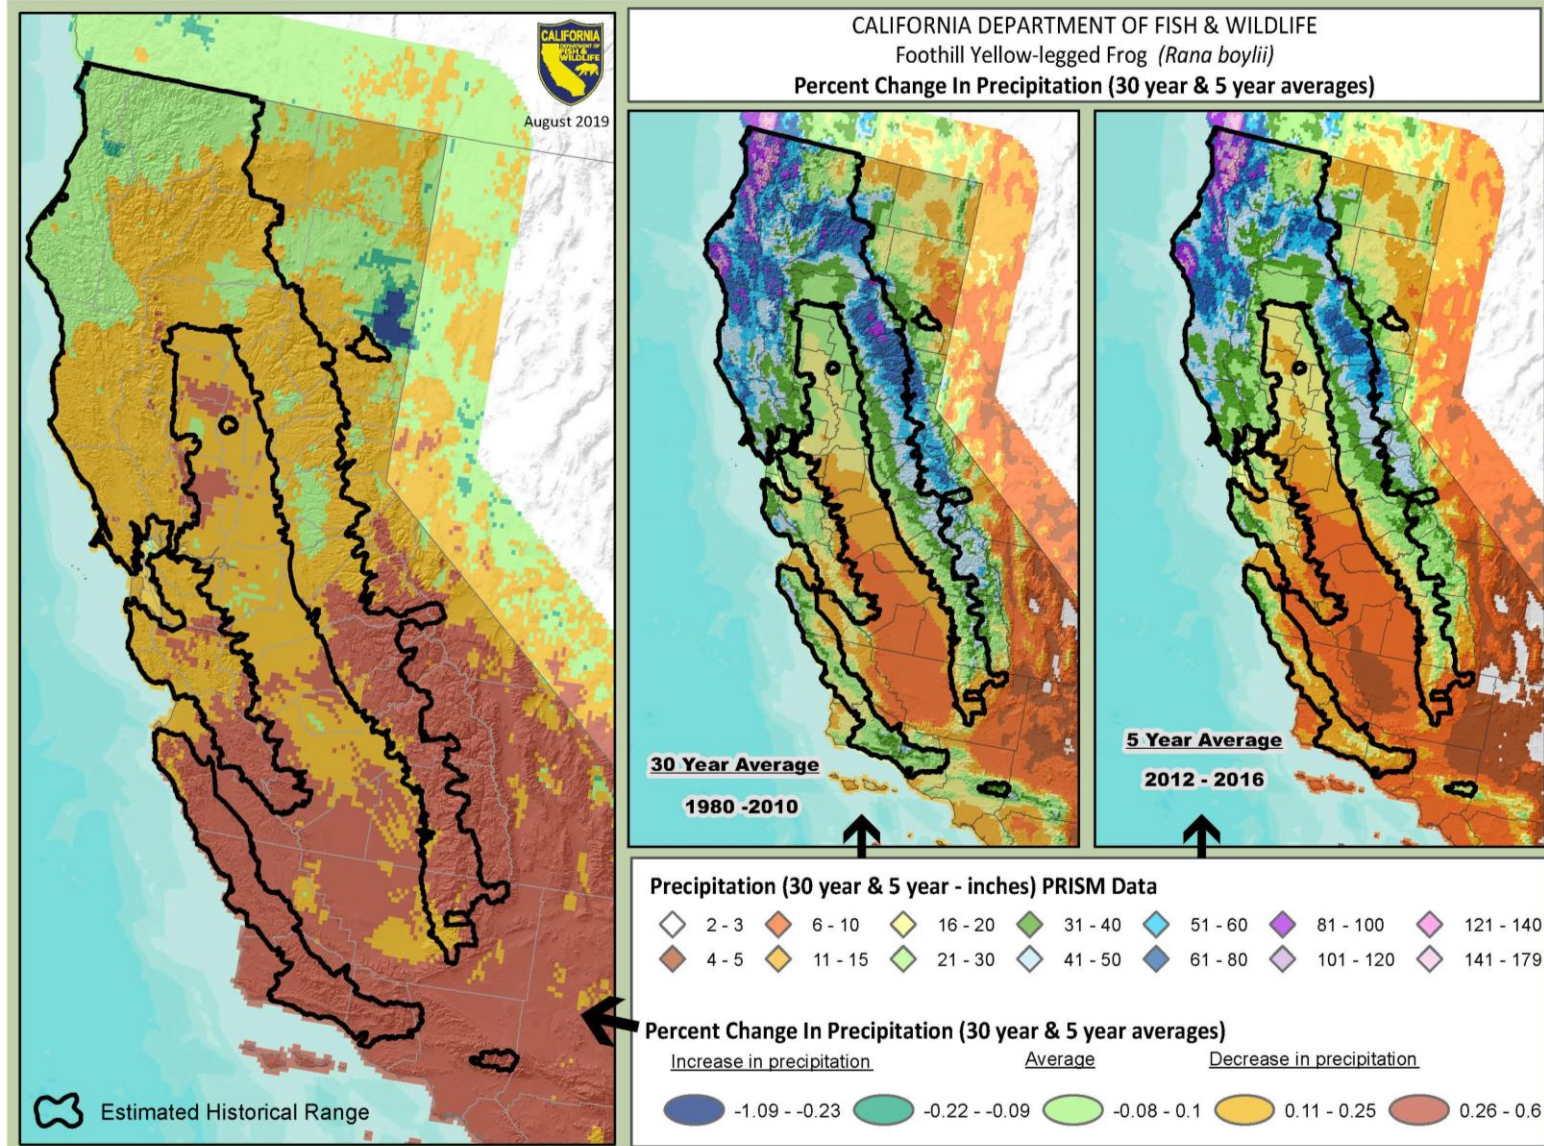 CALIFORNIA
DEPARTMENT OF
FISH &
WILDLIFE
August 2019
Estimated Historical Range
CALIFORNIA DEPARTMENT OF FISH & WILDLIFE
Foothill Yellow-legged Frog (Rana boylii)
Percent Change In Precipitation (30 year & 5 year averages)
30 Year Average
1980 -2010
5 Year Average
2012 - 2016
Precipitation (30 year & 5 year - inches) PRISM Data
2 - 3 6 - 10 16 - 20 31 - 40 51 - 60 81 - 100 121 - 140
4 - 5 11 - 15 21 - 30 41 - 50 61 - 80 101 - 120 141 - 179
Percent Change In Precipitation (30 year & 5 year averages)
Increase in precipitation Average Decrease in precipitation
-1.09 - -0.23 -0.22 - -0.09 -0.08 - 0.1 0.11 - 0.25 0.26 - 0.6